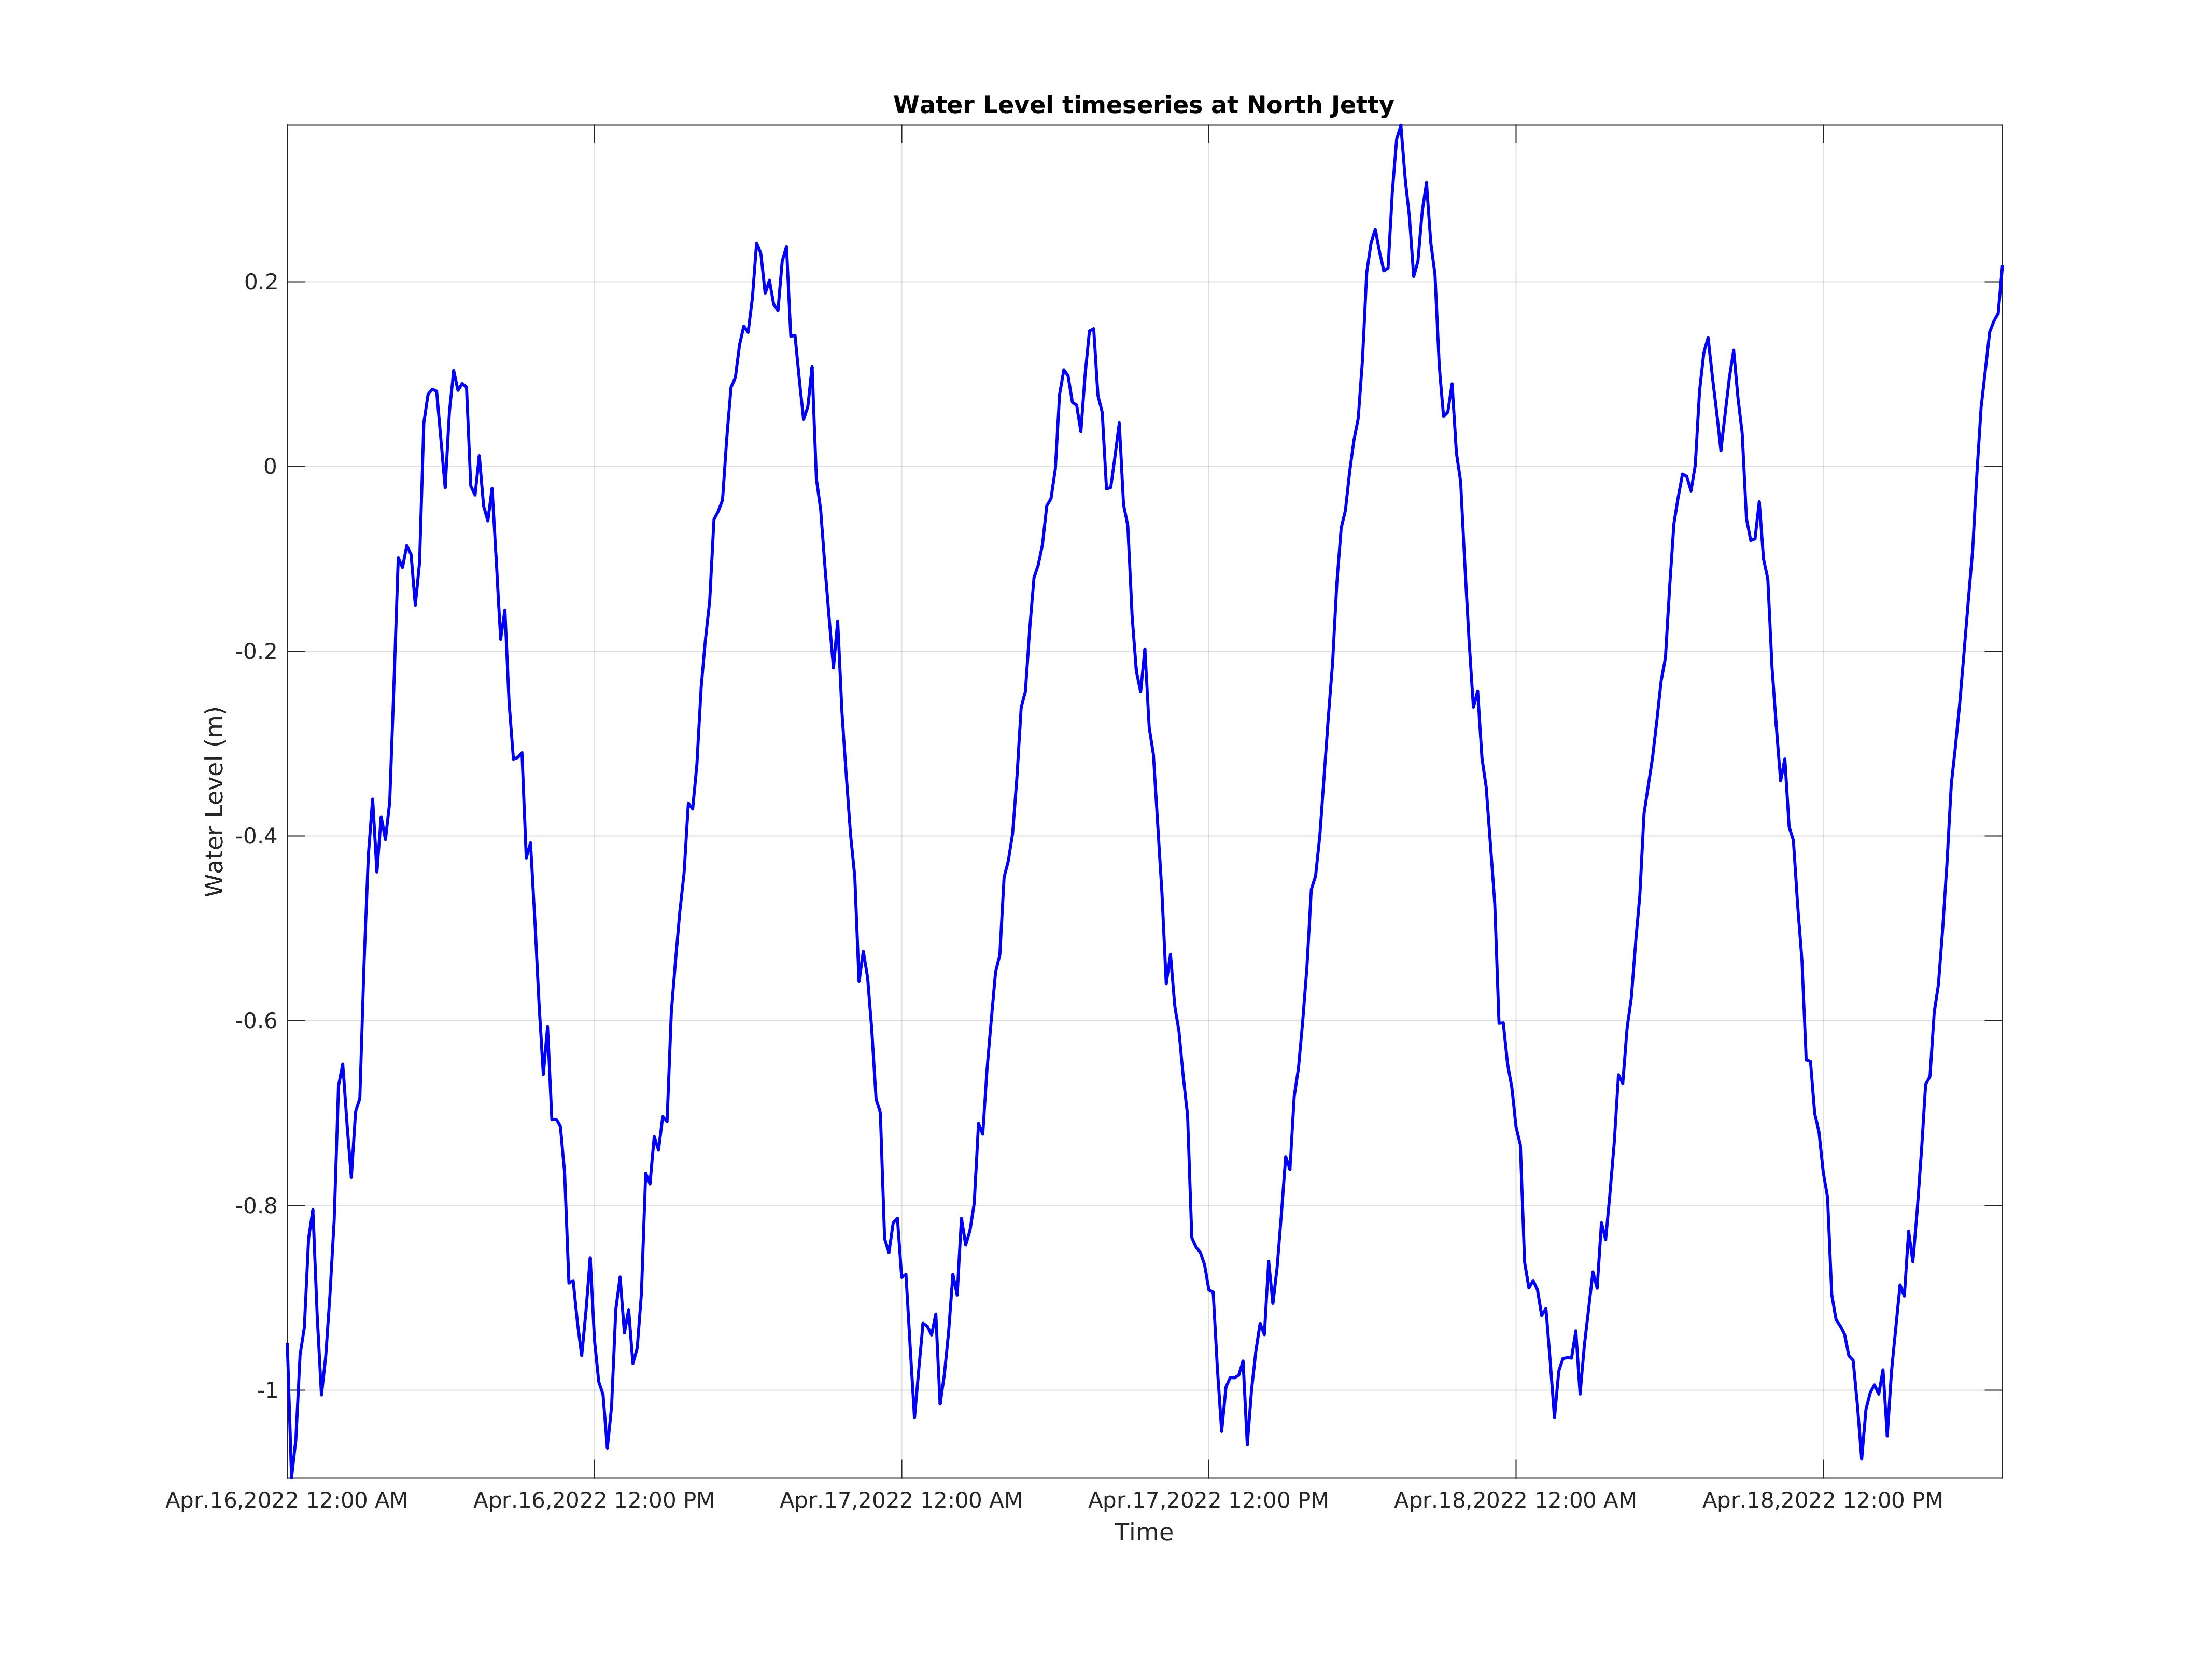 Water Level timeseries at North Jetty
0.2
0
-0.2
-0.4
-0.6
-0.8
-1
Water Level (m)
Apr.16,2022 12:00 AM Apr.16,2022 12:00 PM Apr.17,2022 12:00 AM Apr.17,2022 12:00 PM Apr.18,2022 12:00 AM Apr.18,2022 12:00 PM
Time